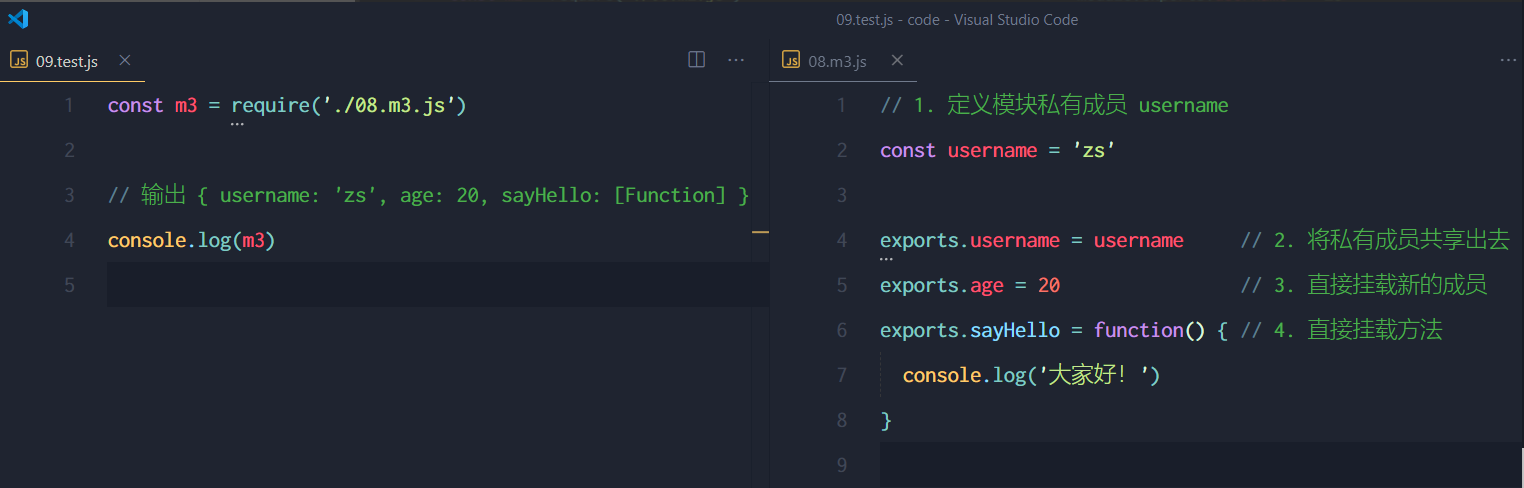 09.test.js - code - Visual Studio Code
JS 09.test.js
1 const m3 = require('./08.m3.js')
2
3 // 输出 { username: 'zs', age: 20, sayHello: [Function] }
4 console.log(m3)
5
JS 08.m3.js
1 // 1. 定义模块私有成员 username
2 const username = 'zs'
3
4 exports.username = username // 2. 将私有成员共享出去
5 exports.age = 20 // 3. 直接挂载新的成员
6 exports.sayHello = function() { // 4. 直接挂载方法
7 console.log('大家好！')
8 }
9